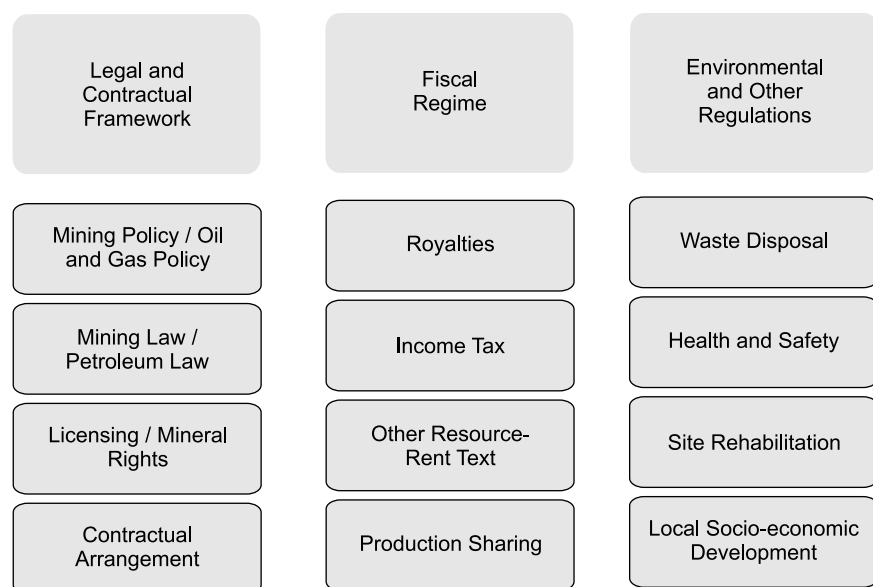 Legal and
Contractual
Framework
Fiscal
Regime
Environmental
and Other
Regulations
Mining Policy / Oil
and Gas Policy
Royalties
Waste Disposal
Mining Law /
Petroleum Law
Income Tax
Health and Safety
Licensing / Mineral
Rights
Other Resource-
Rent Text
Site Rehabilitation
Contractual
Arrangement
Production Sharing
Local Socio-economic
Development